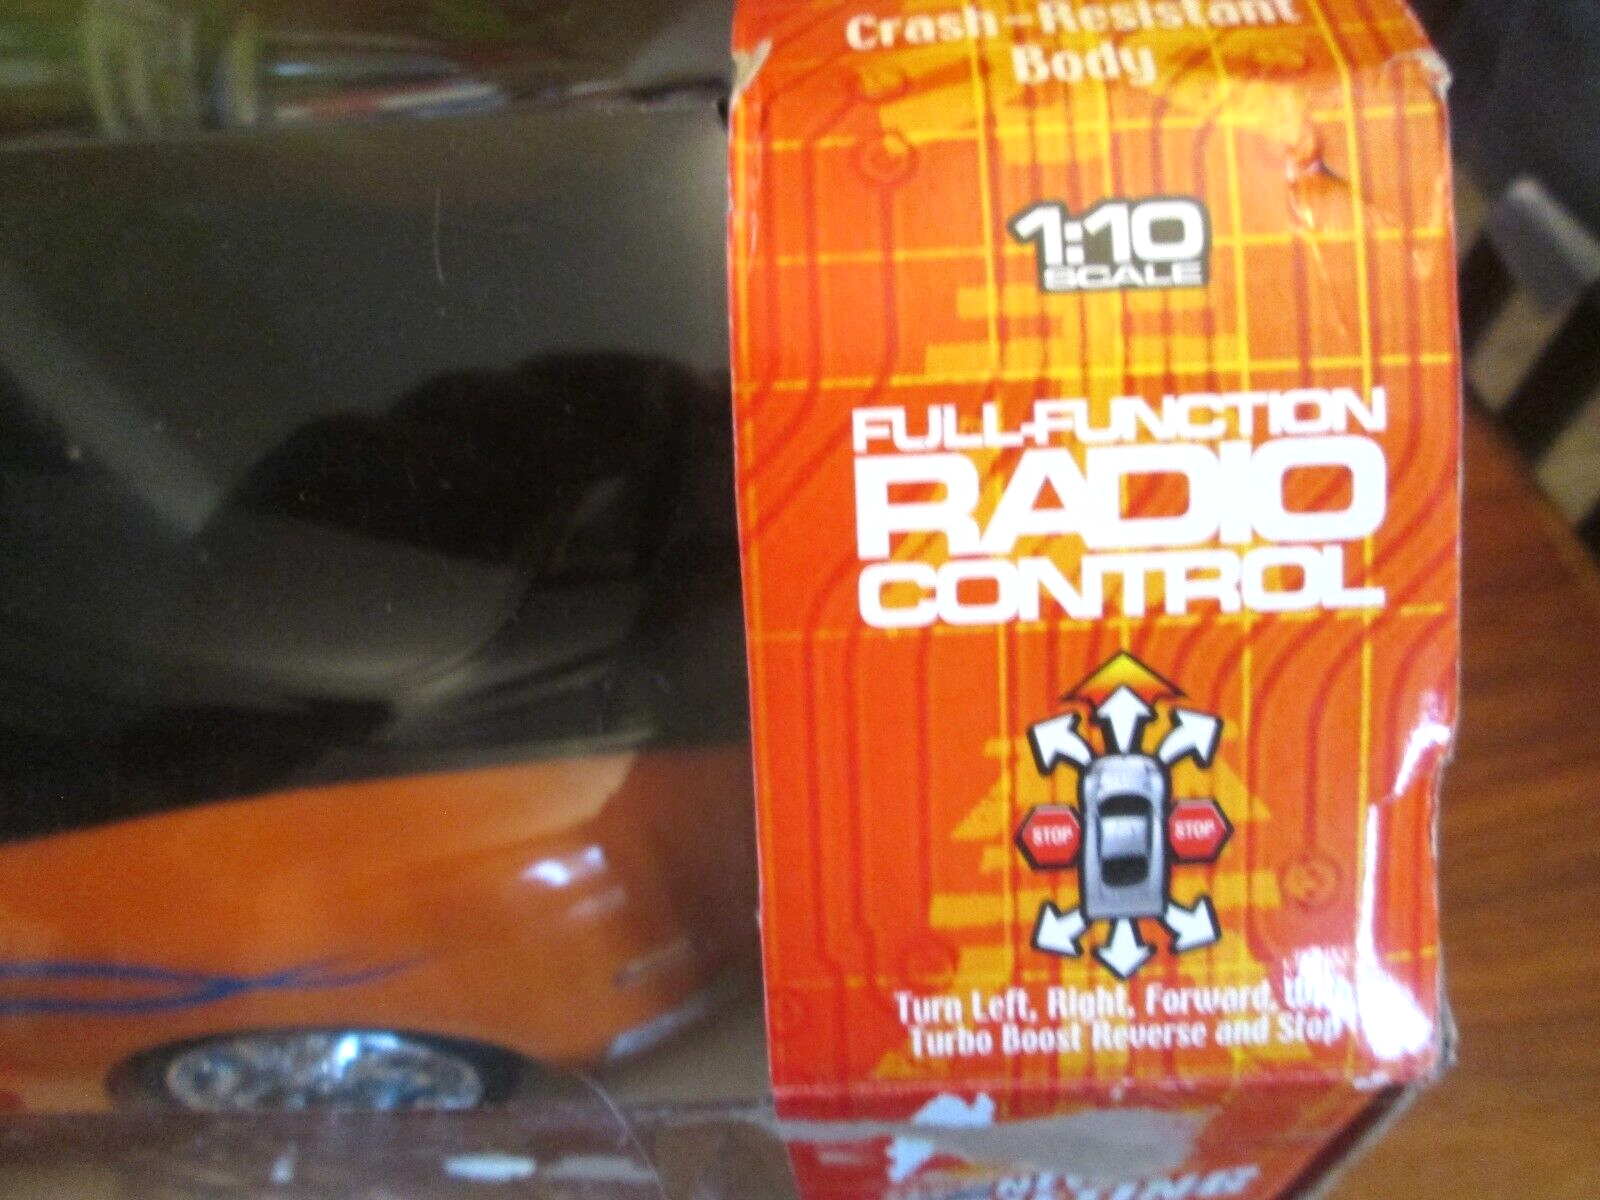 Crash-Resistant
Body
1:10
SCALE
FULL-FUNCTION
RADIO
CONTROL
STOP
STOP
Turn Left, Right, Forward,
Turbo Boost Reverse and Stop